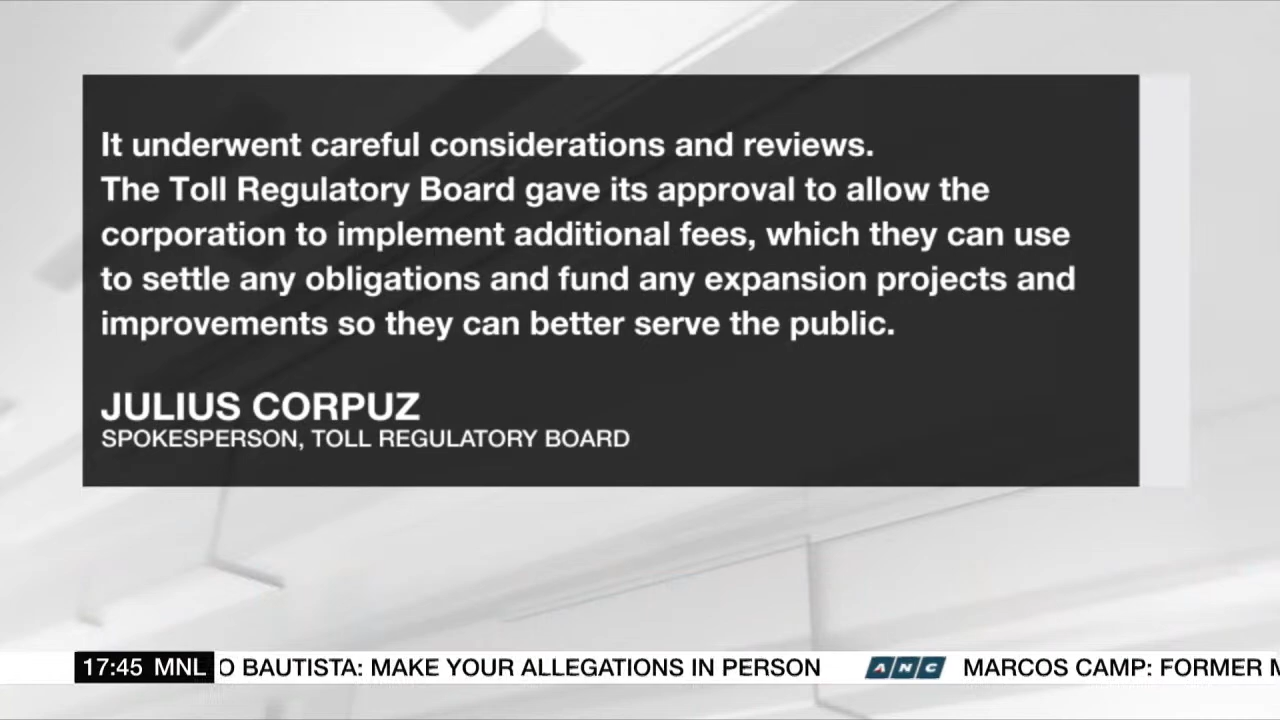 It underwent careful considerations and reviews.
The Toll Regulatory Board gave its approval to allow the
corporation to implement additional fees, which they can use
to settle any obligations and fund any expansion projects and
improvements so they can better serve the public.
JULIUS CORPUZ
SPOKESPERSON, TOLL REGULATORY BOARD
17:45 MNL O BAUTISTA: MAKE YOUR ALLEGATIONS IN PERSON ANC MARCOS CAMP: FORMER